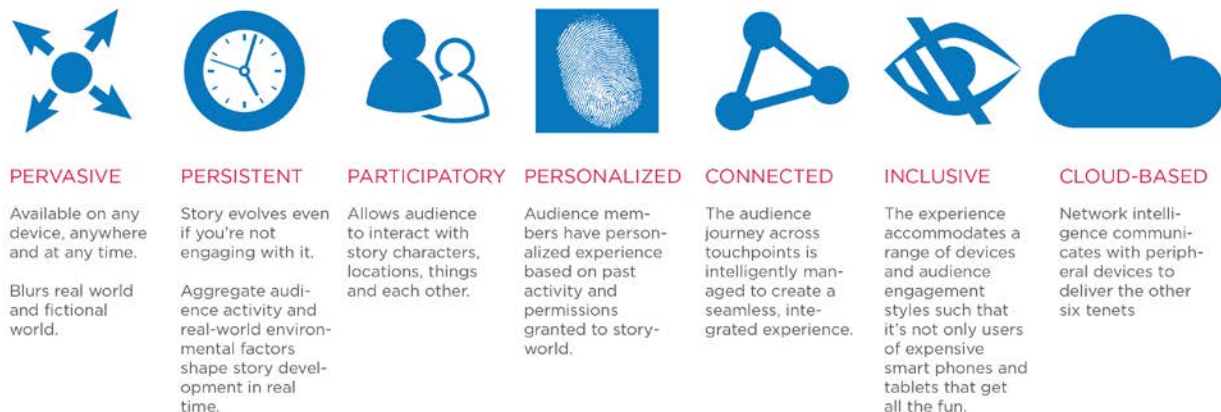 PERVASIVE
Available on any
device, anywhere
and at any time.
Blurs real world
and fictional
world.
PERSISTENT
Story evolves even
if you're not
engaging with it.
Aggregate audi-
ence activity and
real-world environ-
mental factors
shape story devel-
opment in real
time.
PARTICIPATORY
Allows audience
to interact with
story characters,
locations, things
and each other.
PERSONALIZED
Audience mem-
bers have person-
alized experience
based on past
activity and
permissions
granted to story-
world.
CONNECTED
The audience
journey across
touchpoints is
intelligently man-
aged to create a
seamless, inte-
grated experience.
INCLUSIVE
The experience
accommodates a
range of devices
and audience
engagement
styles such that
it's not only users
of expensive
smart phones and
tablets that get
all the fun.
CLOUD-BASED
Network intelli-
gence communi-
cates with periph-
eral devices to
deliver the other
six tenets